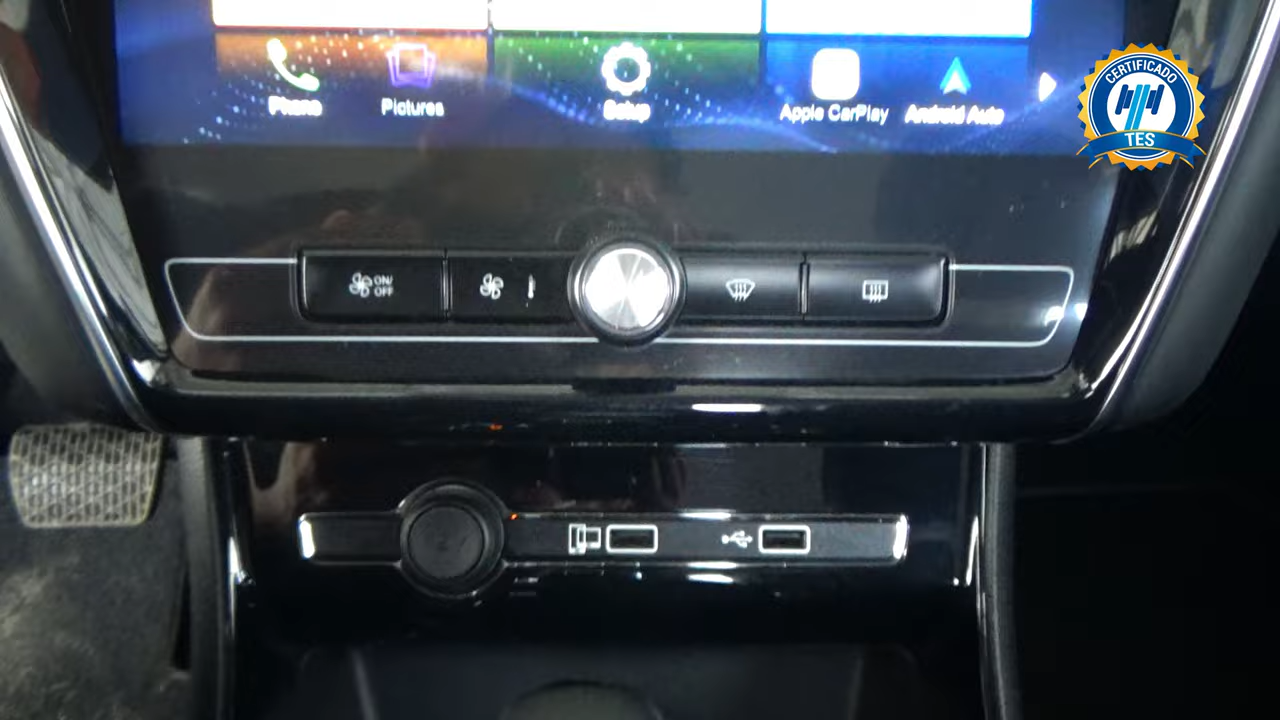 Phone
Pictures
Setup
Apple CarPlay
Android Auto
CERTIFICADO
TES
ON/
OFF